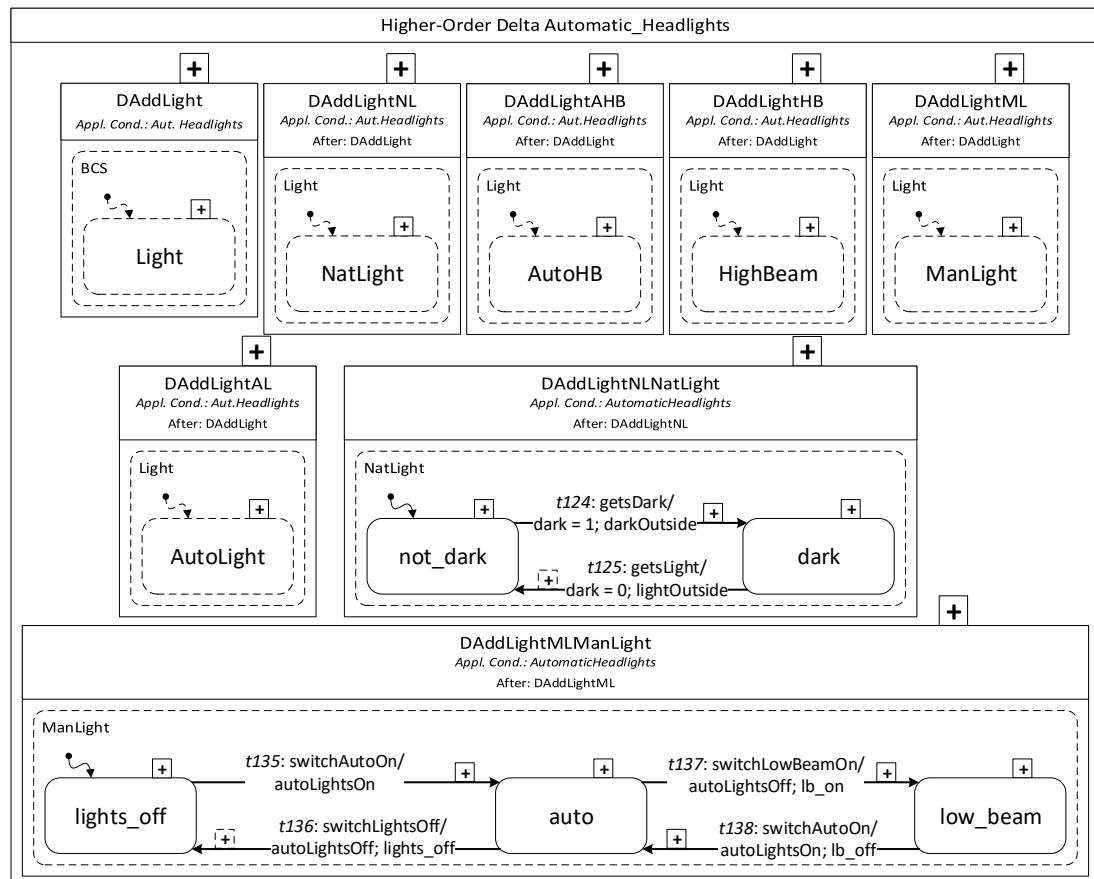 Higher-Order Delta Automatic_Headlights
+
+
+
+
+
DAddLight
Appl. Cond.: Aut. Headlights
BCS
+
Light
DAddLightNL
Appl. Cond.: Aut.Headlights
After: DAddLight
Light
+
NatLight
DAddLightAHB
Appl. Cond.: Aut.Headlights
After: DAddLight
Light
+
AutoHB
DAddLightHB
Appl. Cond.: Aut.Headlights
After: DAddLight
Light
+
HighBeam
DAddLightML
Appl. Cond.: Aut.Headlights
After: DAddLight
Light
+
ManLight
+
DAddLightAL
Appl. Cond.: Aut.Headlights
After: DAddLight
Light
+
AutoLight
+
DAddLightNLNatLight
Appl. Cond.: AutomaticHeadlights
After: DAddLightNL
NatLight
+
not_dark
t124: getsDark/
dark = 1; darkOutside
+
t125: getsLight/
dark = 0; lightOutside
+
+
dark
+
DAddLightMLManLight
Appl. Cond.: AutomaticHeadlights
After: DAddLightML
ManLight
+
lights_off
t135: switchAutoOn/
autoLightsOn
+
t136: switchLightsOff/
autoLightsOff; lights_off
+
+
auto
t137: switchLowBeamOn/
autoLightsOff; lb_on
+
t138: switchAutoOn/
autoLightsOn; lb_off
+
+
low_beam